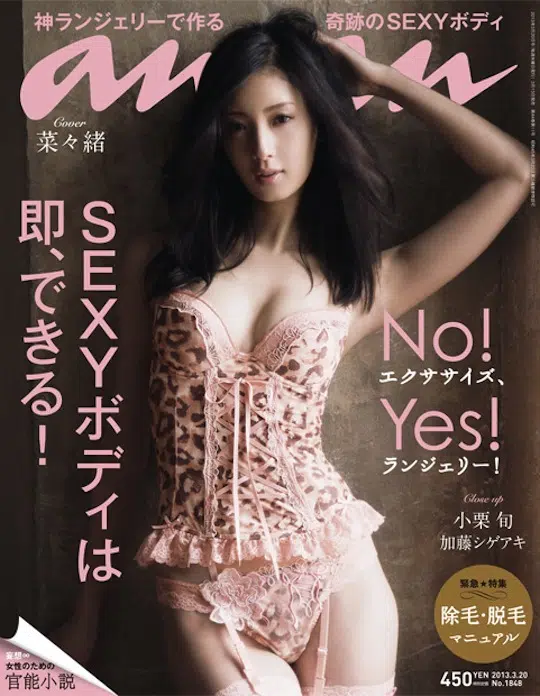 神ランジェリーで作る 奇跡のSEXYボディ
anan
Cover
菜々緒
SEXYボディは
即、できる！
No!
エクササイズ、
Yes!
ランジェリー！
Close up
小栗 旬
加藤シゲアキ
緊急★特集
除毛・脱毛
マニュアル
妄想∞
女性のための
官能小説
450YEN 2013.3.20
No.1848